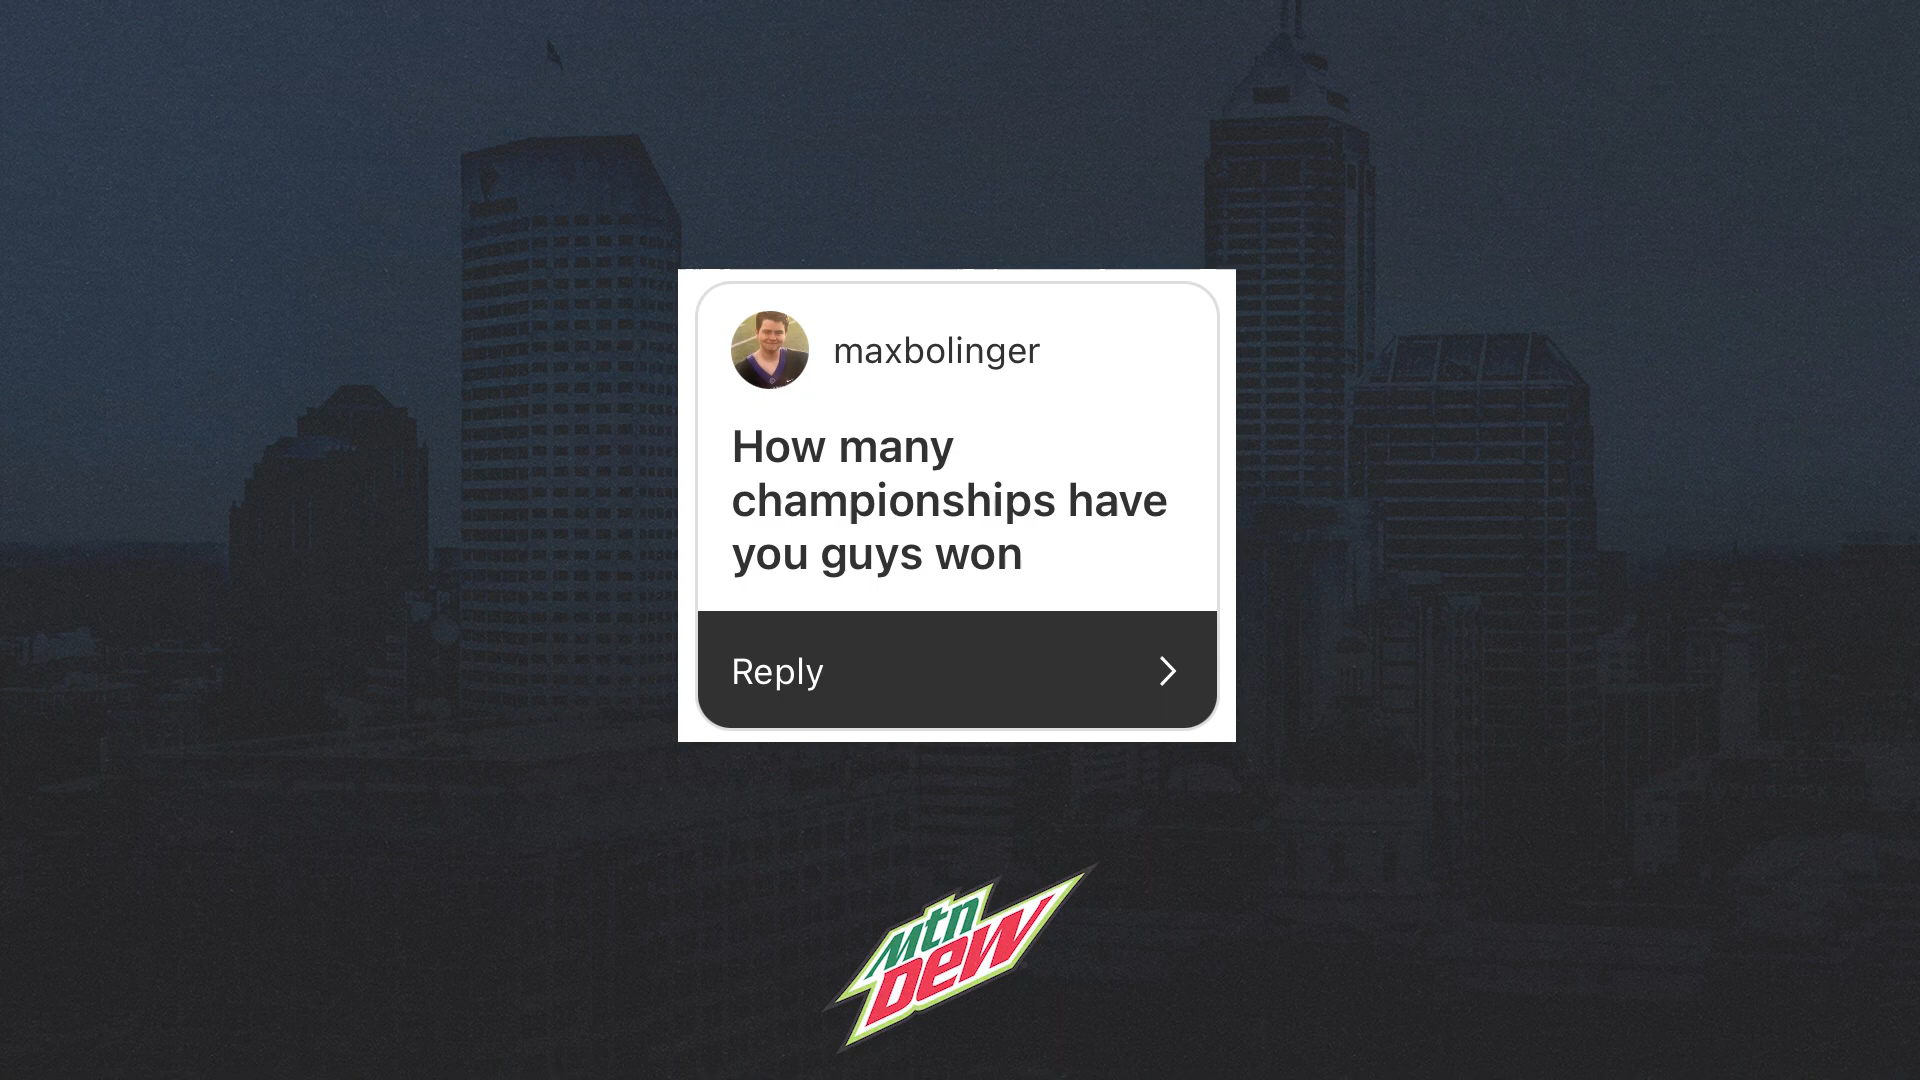 maxbolinger
How many
championships have
you guys won
Reply
Mtn
Dew